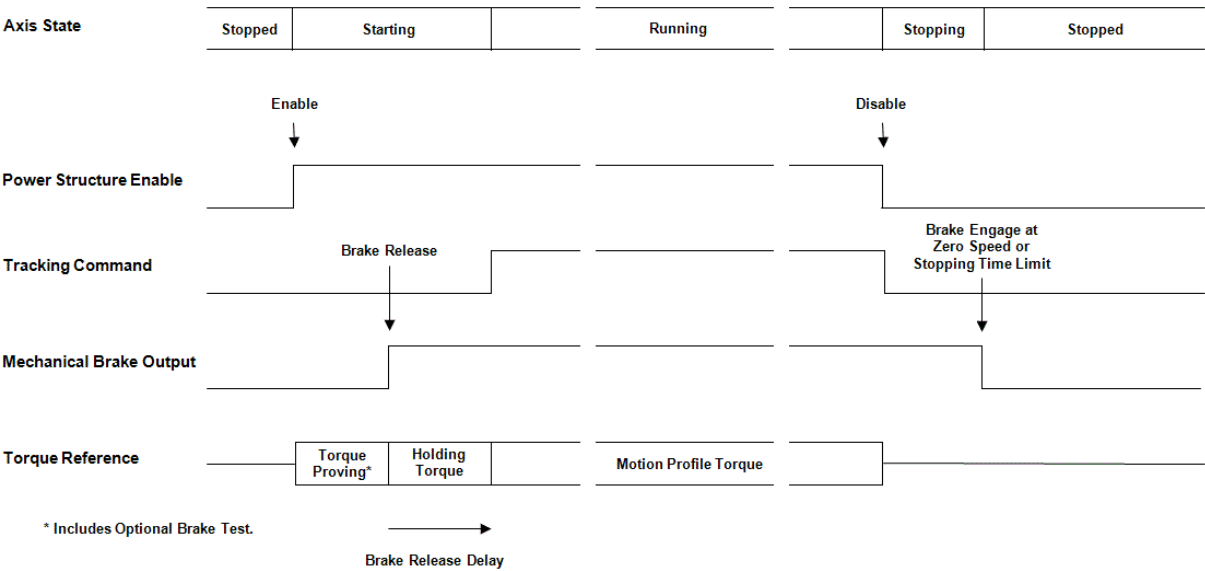 Axis State
Stopped
Starting
Running
Stopping
Stopped
Enable
Disable
Power Structure Enable
Brake Engage at
Zero Speed or
Stopping Time Limit
Brake Release
Tracking Command
Mechanical Brake Output
Torque Reference
Torque
Proving*
Holding
Torque
Motion Profile Torque
* Includes Optional Brake Test.
Brake Release Delay